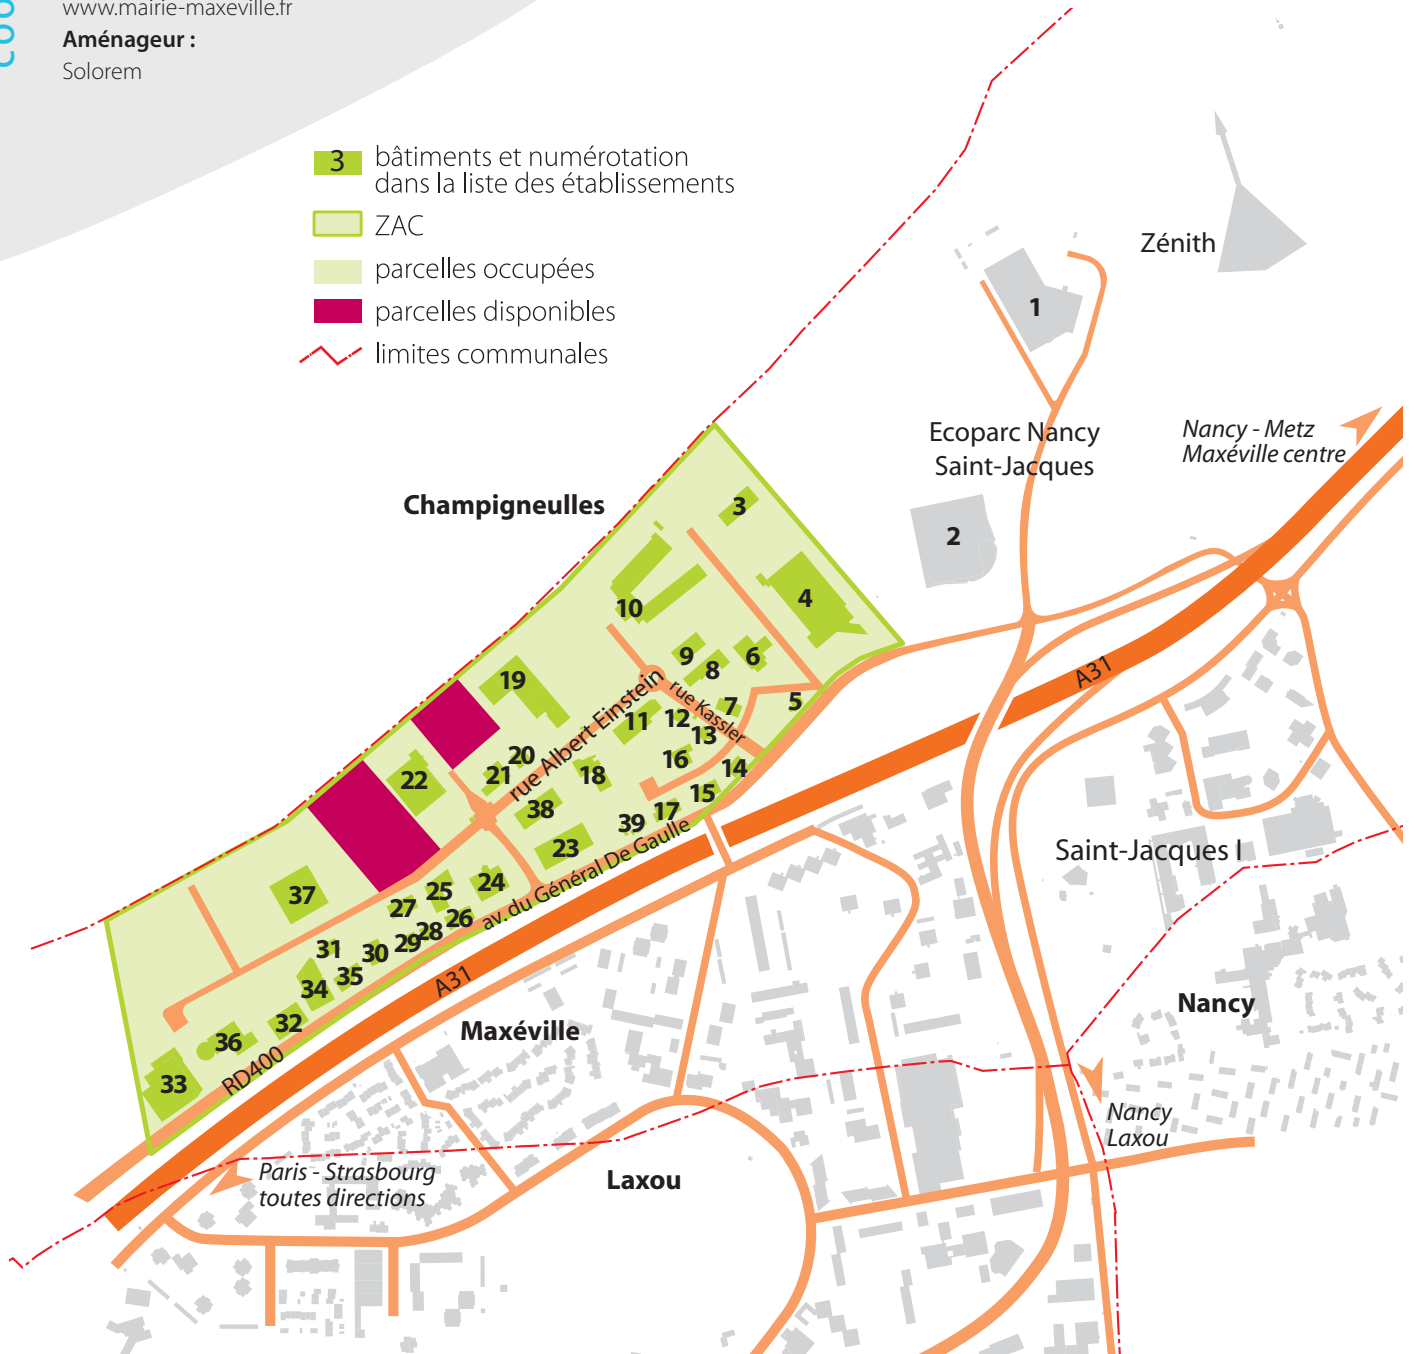 www.mairie-maxeville.fr
Aménageur :
Solorem
3
bâtiments et numérotation
dans la liste des établissements
ZAC
parcelles occupées
parcelles disponibles
limites communales
Zénith
1
Ecoparc Nancy
Saint-Jacques
Nancy - Metz
Maxéville centre
Champigneulles
3
2
4
10
9
8
6
A31
19
rue Kassler
5
7
11
12
13
rue Albert Einstein
20
16
14
21
18
22
15
38
17
39
23
Saint-Jacques I
av. du Général De Gaulle
24
37
25
27
26
28
29
31
30
35
A31
34
Nancy
32
Maxéville
36
RD400
33
Nancy
Laxou
Paris - Strasbourg
toutes directions
Laxou